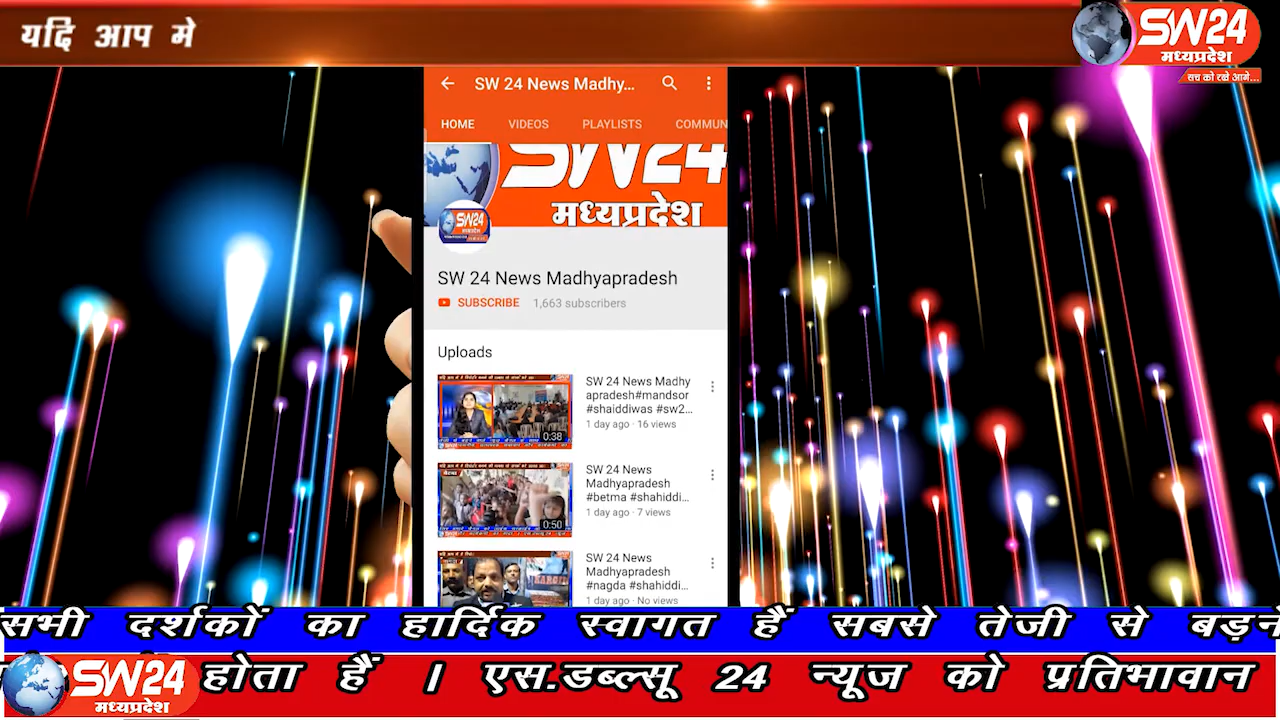 यदि आप मे
SW24
मध्यप्रदेश
सच को रखे आगे...
SW 24 News Madhy...
HOME VIDEOS PLAYLISTS COMMUN
SW24
मध्यप्रदेश
SW24
SW 24 News Madhyapradesh
SUBSCRIBE 1,663 subscribers
Uploads
SW 24 News Madhy
apradesh#mandsor
#shaiddiwas #sw2...
1 day ago · 16 views
0:38
SW 24 News
Madhyapradesh
#betma #shahiddi...
1 day ago · 7 views
0:50
SW 24 News
Madhyapradesh
#nagda #shahiddi...
1 day ago · No views
सभी दर्शकों का हार्दिक स्वागत हैं सबसे तेजी से बड़न
होता हैं । एस.डब्ल्सू 24 न्यूज को प्रतिभावान
SW24
मध्यप्रदेश